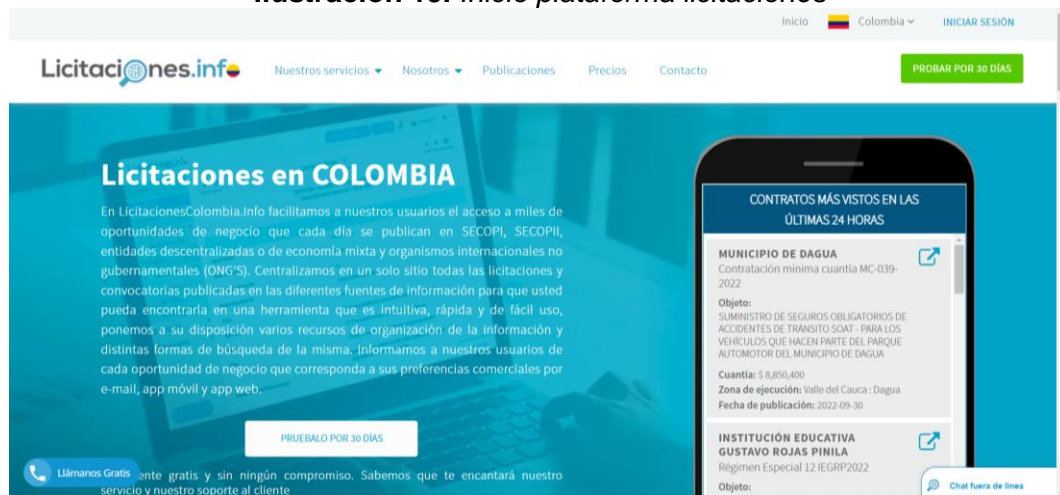 Ilustración 16. Inicio plataforma licitaciones
Inicio Colombia INICIAR SESIÓN
Licitaciones.info Nuestros servicios Nosotros Publicaciones Precios Contacto PROBAR POR 30 DÍAS
Licitaciones en COLOMBIA
En LicitacionesColombia.Info facilitamos a nuestros usuarios el acceso a miles de
oportunidades de negocio que cada día se publican en SECOPI, SECOPII,
entidades descentralizadas o de economía mixta y organismos internacionales no
gubernamentales (ONG'S). Centralizamos en un solo sitio todas las licitaciones y
convocatorias publicadas en las diferentes fuentes de información para que usted
pueda encontrarla en una herramienta que es intuitiva, rápida y de fácil uso,
ponemos a su disposición varios recursos de organización de la información y
distintas formas de búsqueda de la misma. Informamos a nuestros usuarios de
cada oportunidad de negocio que corresponda a sus preferencias comerciales por
e-mail, app móvil y app web.
PRUEBALO POR 30 DÍAS
Llámanos Gratis
ente gratis y sin ningún compromiso. Sabemos que te encantará nuestro
servicio y nuestro soporte al cliente
CONTRATOS MÁS VISTOS EN LAS
ÚLTIMAS 24 HORAS
MUNICIPIO DE DAGUA
Contratación mínima cuantía MC-039-
2022
Objeto:
SUMINISTRO DE SEGUROS OBLIGATORIOS DE
ACCIDENTES DE TRÁNSITO SOAT - PARA LOS
VEHÍCULOS QUE HACEN PARTE DEL PARQUE
AUTOMOTOR DEL MUNICIPIO DE DAGUA
Cuantía: $ 8,850,400
Zona de ejecución: Valle del Cauca : Dagua
Fecha de publicación: 2022-09-30
INSTITUCIÓN EDUCATIVA
GUSTAVO ROJAS PINILA
Régimen Especial 12 IEGRP2022
Objeto:
Chat fuera de línea